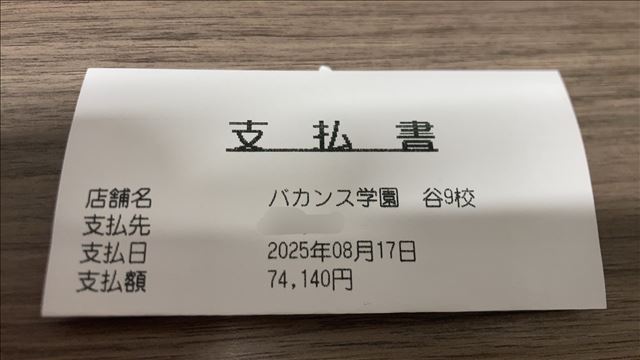 支払書
店舗名 バカンス学園 谷9校
支払先
支払日 2025年08月17日
支払額 74,140円